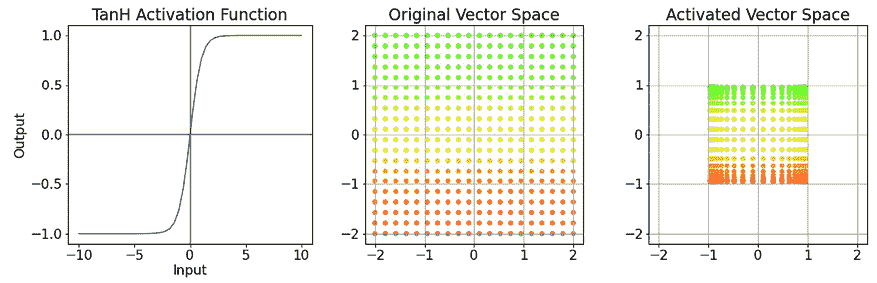 TanH Activation Function
1.0
0.5
0.0
−0.5
−1.0
Output
−10 −5 0 5 10
Input
Original Vector Space
2
1
0
−1
−2
−2 −1 0 1 2
Activated Vector Space
2
1
0
−1
−2
−2 −1 0 1 2